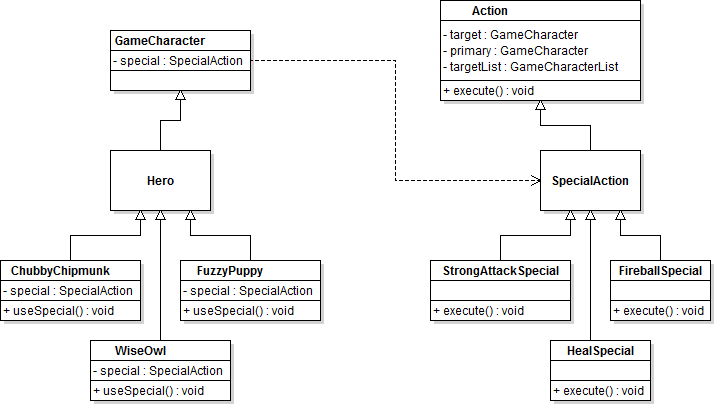 GameCharacter
- special : SpecialAction
Action
- target : GameCharacter
- primary : GameCharacter
- targetList : GameCharacterList
+ execute() : void
Hero
SpecialAction
ChubbyChipmunk
- special : SpecialAction
+ useSpecial() : void
FuzzyPuppy
- special : SpecialAction
+ useSpecial() : void
WiseOwl
- special : SpecialAction
+ useSpecial() : void
StrongAttackSpecial
+ execute() : void
FireballSpecial
+ execute() : void
HealSpecial
+ execute() : void